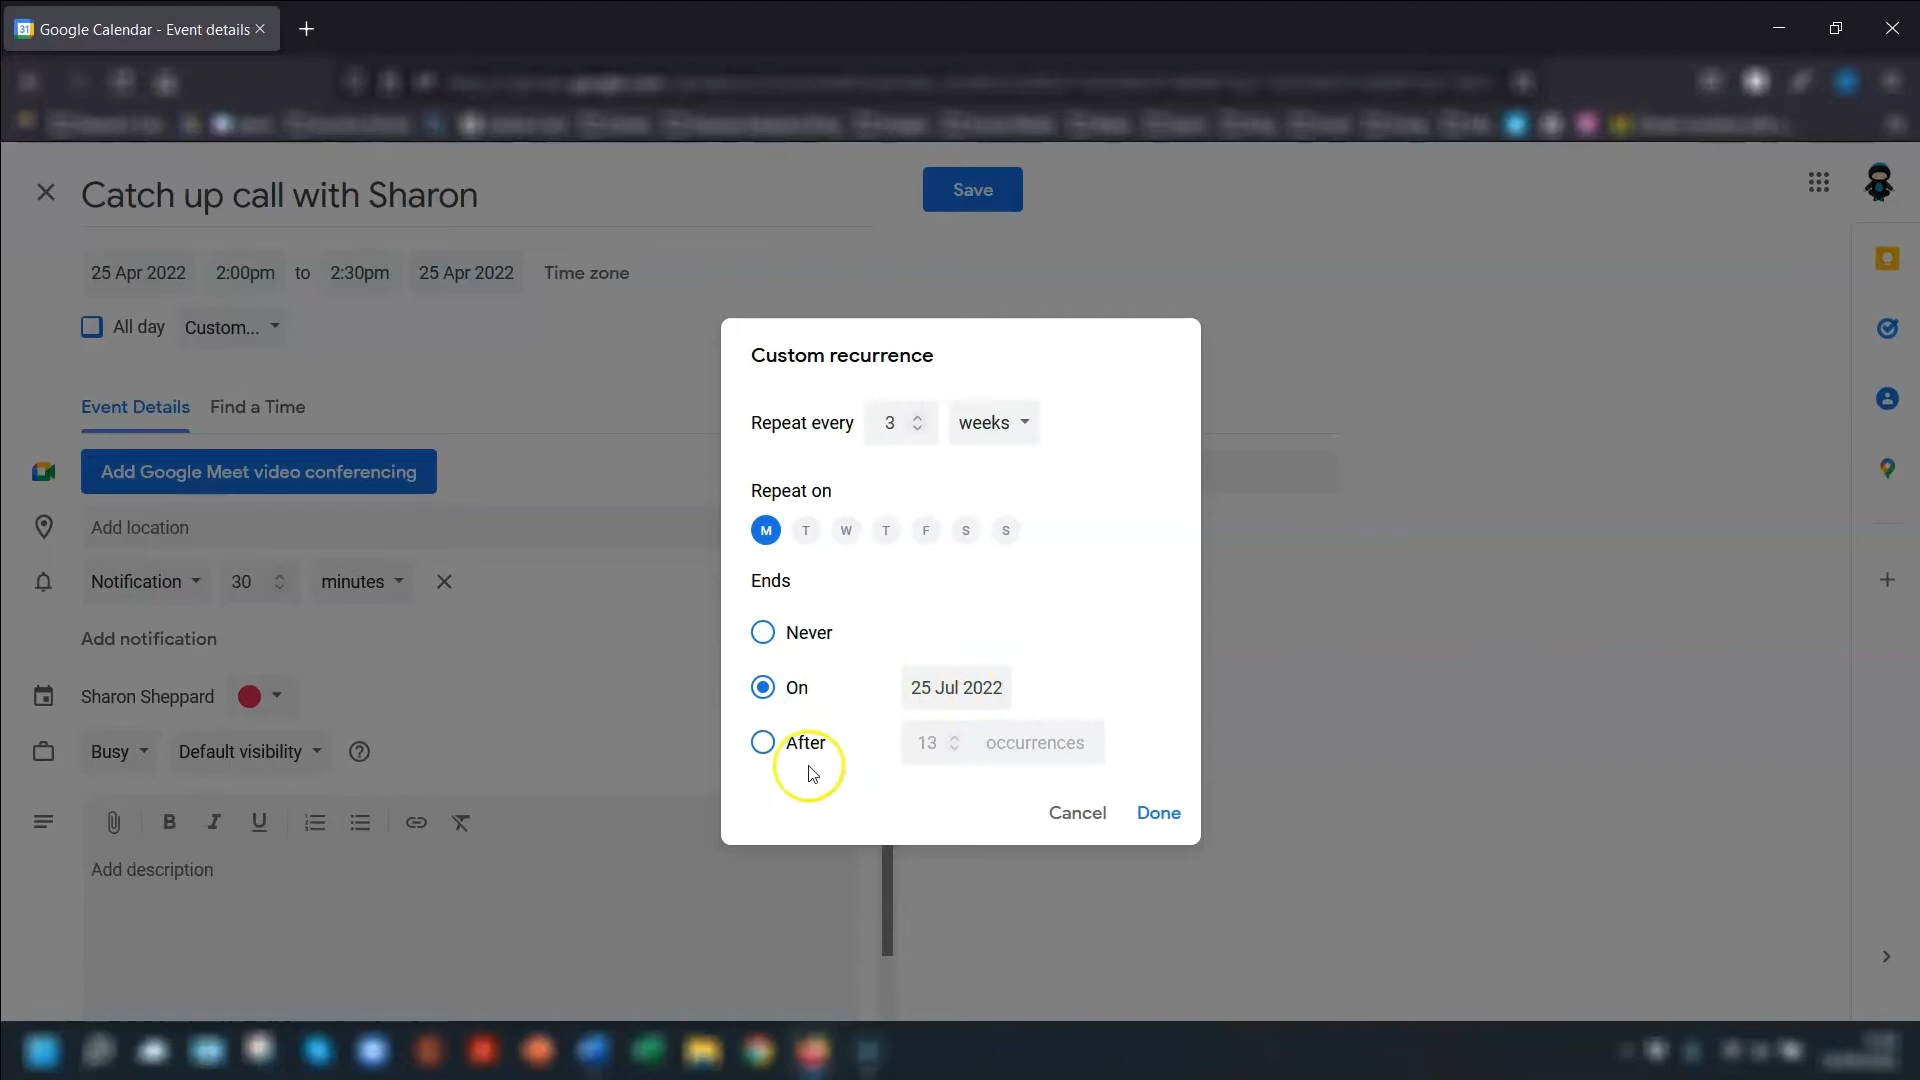 31 Google Calendar - Event details
Catch up call with Sharon
Save
25 Apr 2022 2:00pm to 2:30pm 25 Apr 2022 Time zone
All day Custom...
Event Details Find a Time
Add Google Meet video conferencing
Add location
Notification 30 minutes
Add notification
Sharon Sheppard
Busy Default visibility
B I U
Add description
Custom recurrence
Repeat every 3 weeks
Repeat on
M T W T F S S
Ends
Never
On 25 Jul 2022
After 13 occurrences
Cancel Done